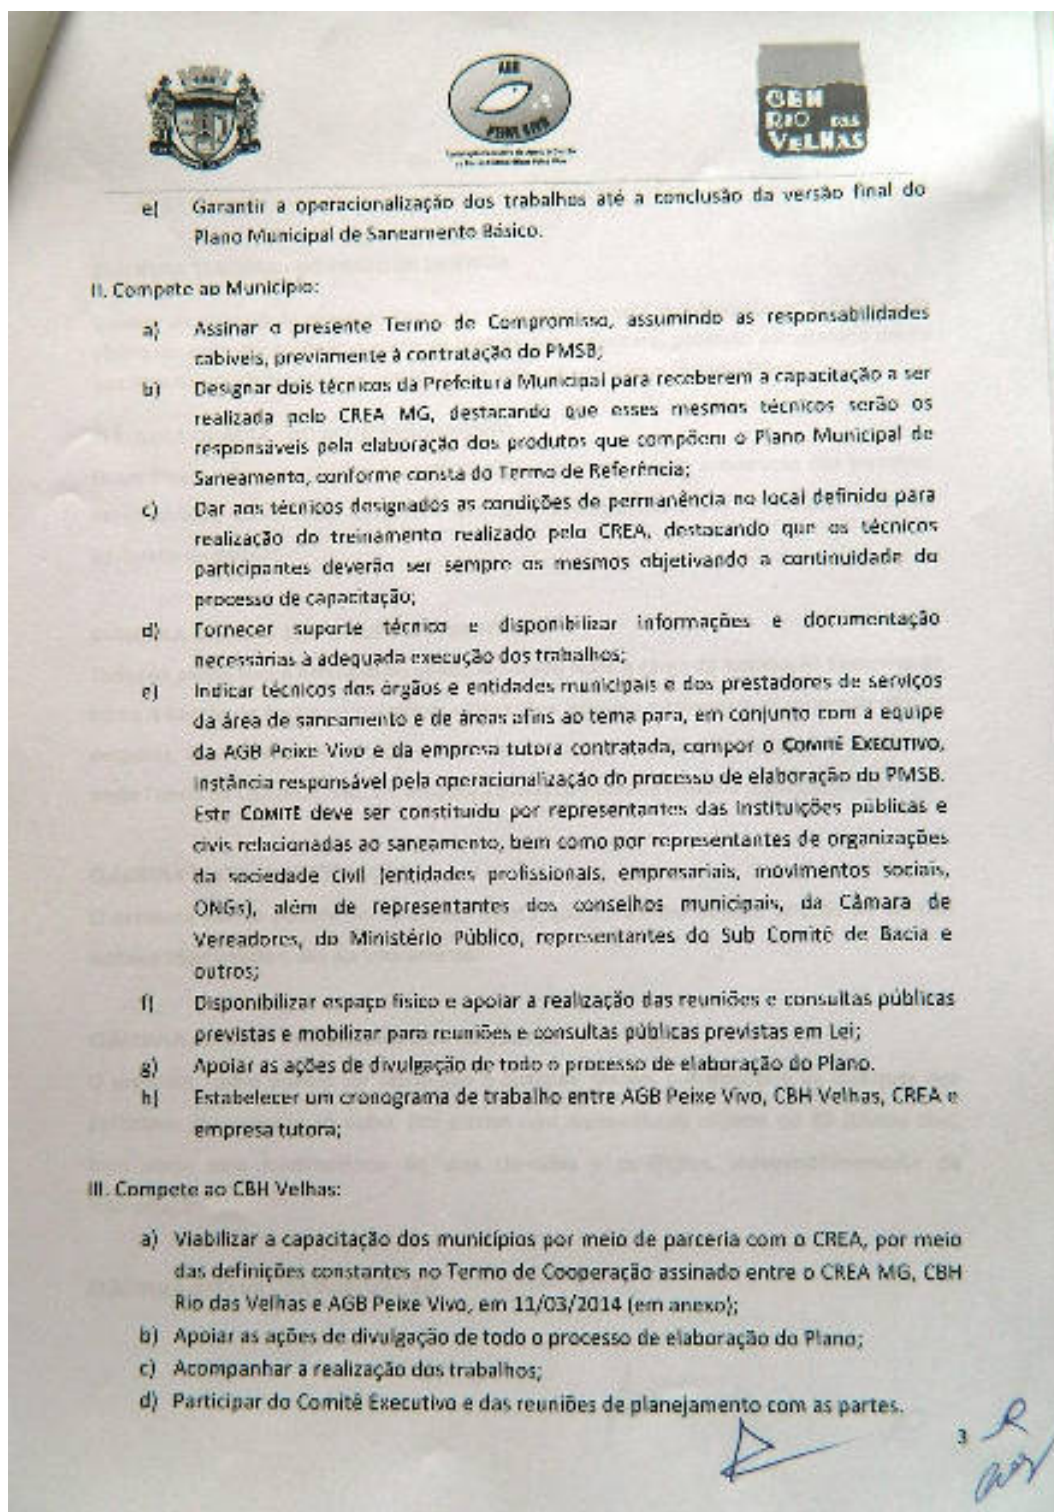 AGB
PEIXE VIVO
CBH
RIO DAS
VELHAS
e) Garantir a operacionalização dos trabalhos até a conclusão da versão final do
Plano Municipal de Saneamento Básico.
II. Compete ao Município:
a) Assinar o presente Termo de Compromisso, assumindo as responsabilidades
cabíveis, previamente à contratação do PMSB;
b) Designar dois técnicos da Prefeitura Municipal para receberem a capacitação a ser
realizada pelo CREA MG, destacando que esses mesmos técnicos serão os
responsáveis pela elaboração dos produtos que compõem o Plano Municipal de
Saneamento, conforme consta do Termo de Referência;
c) Dar aos técnicos designados as condições de permanência no local definido para
realização do treinamento realizado pelo CREA, destacando que os técnicos
participantes deverão ser sempre os mesmos objetivando a continuidade do
processo de capacitação;
d) Fornecer suporte técnico e disponibilizar informações e documentação
necessárias à adequada execução dos trabalhos;
e) Indicar técnicos dos órgãos e entidades municipais e dos prestadores de serviços
da área de saneamento e de áreas afins ao tema para, em conjunto com a equipe
da AGB Peixe Vivo e da empresa tutora contratada, compor o COMITÊ EXECUTIVO,
instância responsável pela operacionalização do processo de elaboração do PMSB.
Este COMITÊ deve ser constituído por representantes das instituições públicas e
civis relacionadas ao saneamento, bem como por representantes de organizações
da sociedade civil (entidades profissionais, empresariais, movimentos sociais,
ONGs), além de representantes dos conselhos municipais, da Câmara de
Vereadores, do Ministério Público, representantes do Sub Comitê de Bacia e
outros;
f) Disponibilizar espaço físico e apoiar a realização das reuniões e consultas públicas
previstas e mobilizar para reuniões e consultas públicas previstas em Lei;
g) Apoiar as ações de divulgação de todo o processo de elaboração do Plano.
h) Estabelecer um cronograma de trabalho entre AGB Peixe Vivo, CBH Velhas, CREA e
empresa tutora;
III. Compete ao CBH Velhas:
a) Viabilizar a capacitação dos municípios por meio de parceria com o CREA, por meio
das definições constantes no Termo de Cooperação assinado entre o CREA MG, CBH
Rio das Velhas e AGB Peixe Vivo, em 11/03/2014 (em anexo);
b) Apoiar as ações de divulgação de todo o processo de elaboração do Plano;
c) Acompanhar a realização dos trabalhos;
d) Participar do Comitê Executivo e das reuniões de planejamento com as partes.
3